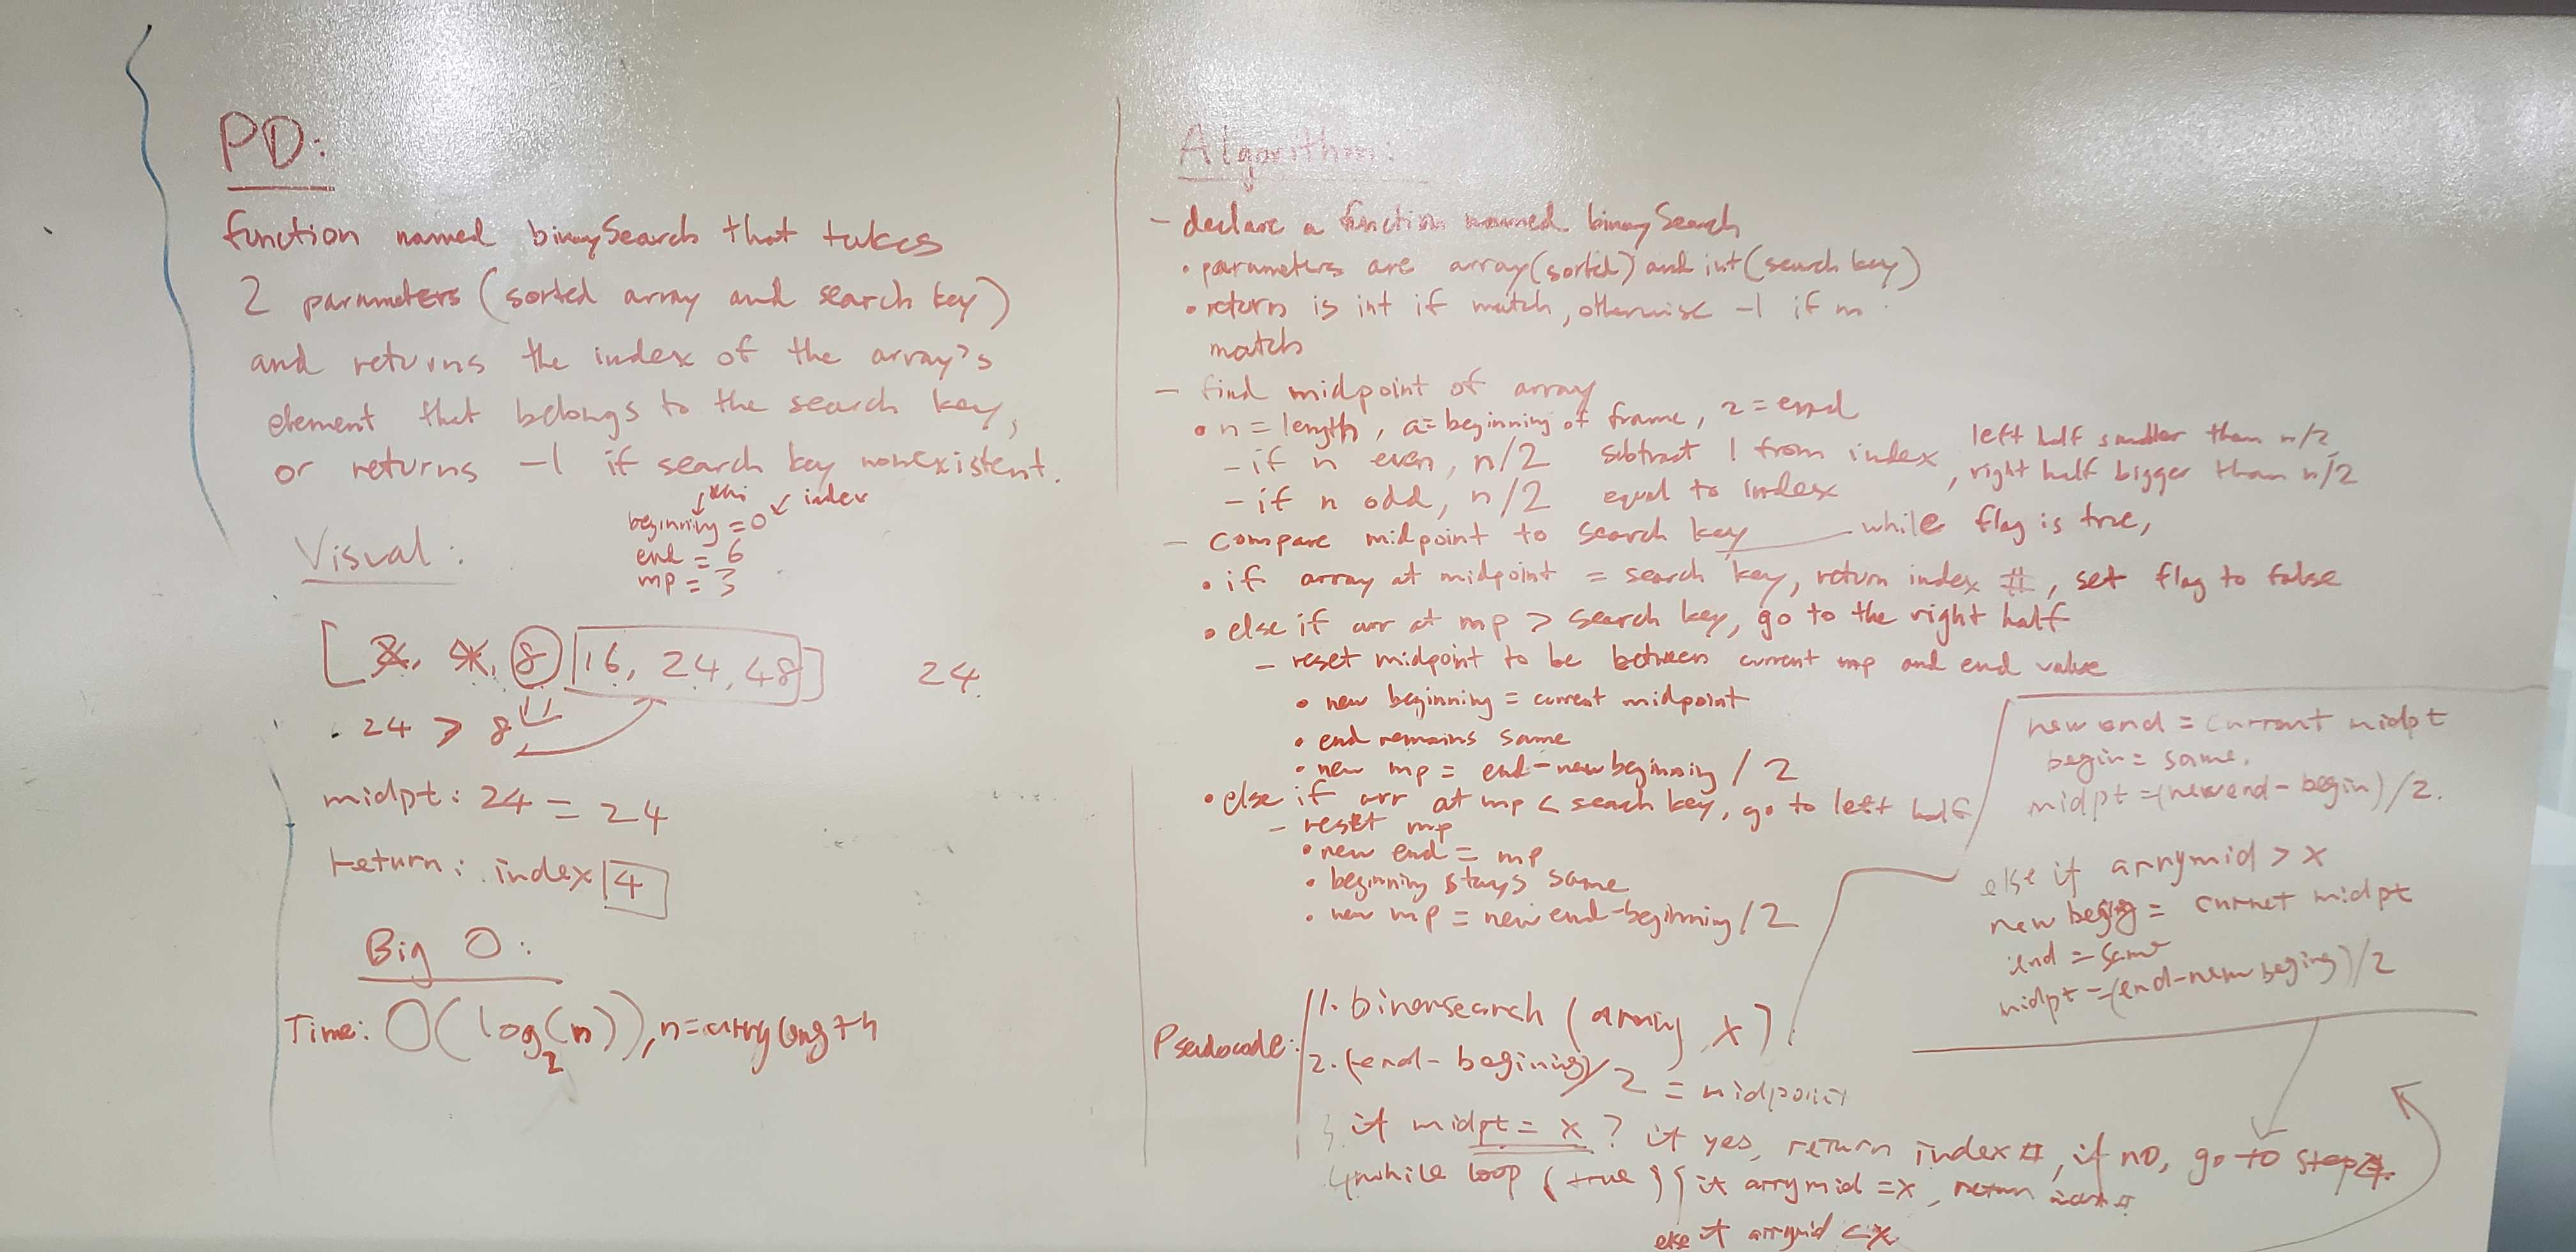 PD:
function named binarySearch that takes
2 parameters (sorted array and search key)
and returns the index of the array's
element that belongs to the search key,
or returns -1 if search key nonexistent.
Visual:
index
beginning = 0
end = 6
mp = 3
[ , , 8, 16, 24, 48] 24
24 > 8
midpt: 24 = 24
return: index 4
Big O:
Time: O(log2(n)), n=array length
Algorithm:
- declare a function named binarySearch
• parameters are array (sorted) and int (search key)
• return is int if match, otherwise -1 if no
match
- find midpoint of array
• n = length, a = beginning of frame, z = end
- if n even, n/2 subtract 1 from index , left half smaller than n/2
- if n odd, n/2 equal to index , right half bigger than n/2
- compare midpoint to search key while flag is true,
• if array at midpoint = search key, return index #, set flag to false
• else if arr at mp > search key, go to the right half
- reset midpoint to be between current mp and end value
• new beginning = current midpoint
• end remains same
• new mp = end-new beginning / 2
• else if arr at mp < search key, go to left half
- reset mp
• new end = mp
• beginning stays same
• new mp = new end-beginning / 2
Pseudocode:
1. binarsearch (array, x)
2. (end- begining)/2 = midpoint
3. if midpt = x ? if yes, return index #, if no, go to step 4.
4. while loop (true) { if arrymid = x, return index #
else if arrymid < x
new end = current midpt
begin = same.
midpt = (newend - begin)/2.
else if arrymid > x
new beging = curnet midpt
end = same
midpt = (end-new beging)/2